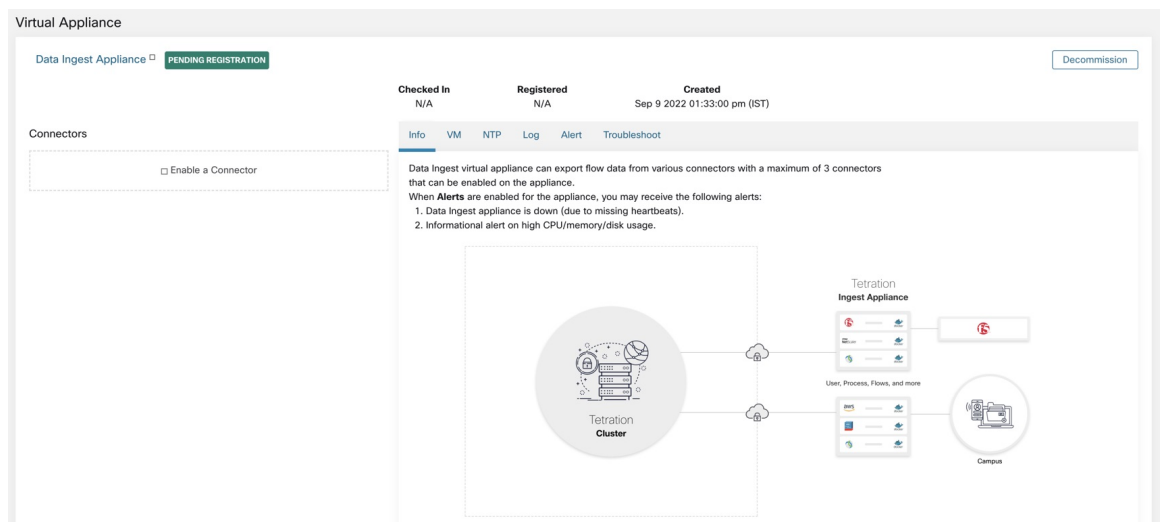 Virtual Appliance
Data Ingest Appliance
PENDING REGISTRATION
Decommission
Checked In
Registered
Created
N/A
N/A
Sep 9 2022 01:33:00 pm (IST)
Connectors
Info
VM
NTP
Log
Alert
Troubleshoot
Enable a Connector
Data Ingest virtual appliance can export flow data from various connectors with a maximum of 3 connectors
that can be enabled on the appliance.
When Alerts are enabled for the appliance, you may receive the following alerts:
1. Data Ingest appliance is down (due to missing heartbeats).
2. Informational alert on high CPU/memory/disk usage.
Tetration
Ingest Appliance
Tetration
Cluster
User, Process, Flows, and more
aws
Campus